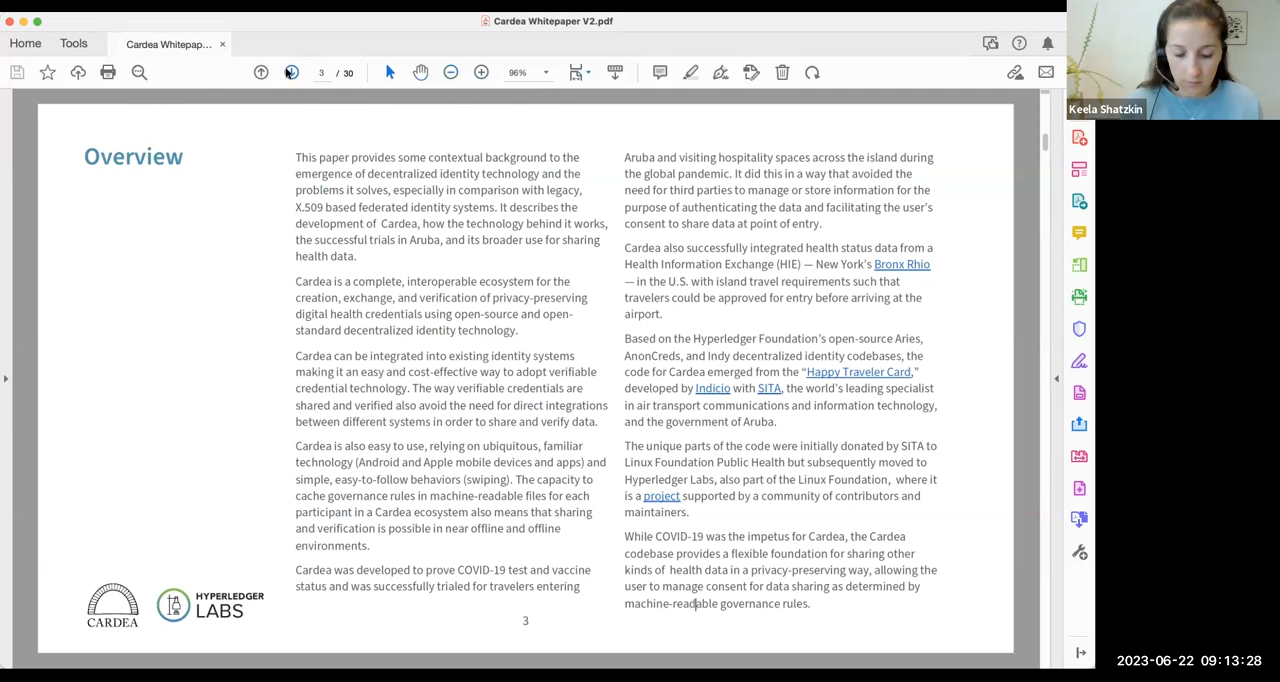 Cardea Whitepaper V2.pdf
Home
Tools
Cardea Whitepap...
3 / 30
96%
Keela Shatzkin
Overview
This paper provides some contextual background to the
emergence of decentralized identity technology and the
problems it solves, especially in comparison with legacy,
X.509 based federated identity systems. It describes the
development of Cardea, how the technology behind it works,
the successful trials in Aruba, and its broader use for sharing
health data.
Cardea is a complete, interoperable ecosystem for the
creation, exchange, and verification of privacy-preserving
digital health credentials using open-source and open-
standard decentralized identity technology.
Cardea can be integrated into existing identity systems
making it an easy and cost-effective way to adopt verifiable
credential technology. The way verifiable credentials are
shared and verified also avoid the need for direct integrations
between different systems in order to share and verify data.
Cardea is also easy to use, relying on ubiquitous, familiar
technology (Android and Apple mobile devices and apps) and
simple, easy-to-follow behaviors (swiping). The capacity to
cache governance rules in machine-readable files for each
participant in a Cardea ecosystem also means that sharing
and verification is possible in near offline and offline
environments.
Cardea was developed to prove COVID-19 test and vaccine
status and was successfully trialed for travelers entering
Aruba and visiting hospitality spaces across the island during
the global pandemic. It did this in a way that avoided the
need for third parties to manage or store information for the
purpose of authenticating the data and facilitating the user's
consent to share data at point of entry.
Cardea also successfully integrated health status data from a
Health Information Exchange (HIE) — New York's Bronx Rhio
— in the U.S. with island travel requirements such that
travelers could be approved for entry before arriving at the
airport.
Based on the Hyperledger Foundation's open-source Aries,
AnonCreds, and Indy decentralized identity codebases, the
code for Cardea emerged from the “Happy Traveler Card,”
developed by Indicio with SITA, the world's leading specialist
in air transport communications and information technology,
and the government of Aruba.
The unique parts of the code were initially donated by SITA to
Linux Foundation Public Health but subsequently moved to
Hyperledger Labs, also part of the Linux Foundation, where it
is a project supported by a community of contributors and
maintainers.
While COVID-19 was the impetus for Cardea, the Cardea
codebase provides a flexible foundation for sharing other
kinds of health data in a privacy-preserving way, allowing the
user to manage consent for data sharing as determined by
machine-readable governance rules.
CARDEA
HYPERLEDGER
LABS
3
2023-06-22 09:13:28